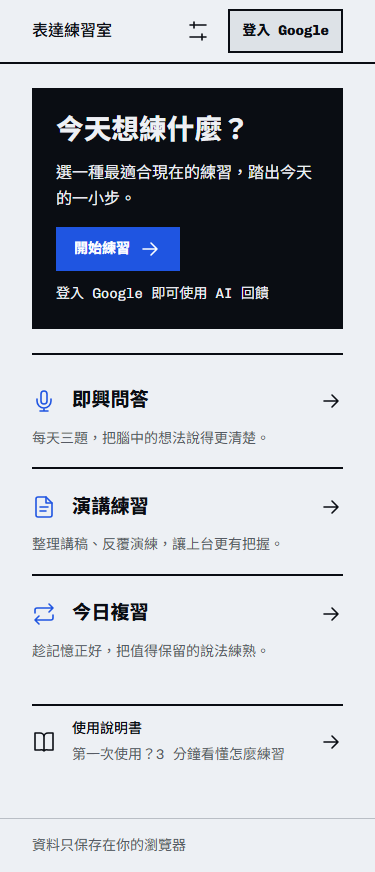 表達練習室
登入 Google
今天想練什麼？
選一種最適合現在的練習，踏出今天
的一小步。
開始練習
登入 Google 即可使用 AI 回饋
即興問答
每天三題，把腦中的想法說得更清楚。
演講練習
整理講稿、反覆演練，讓上台更有把握。
今日複習
趁記憶正好，把值得保留的說法練熟。
使用說明書
第一次使用？3 分鐘看懂怎麼練習
資料只保存在你的瀏覽器